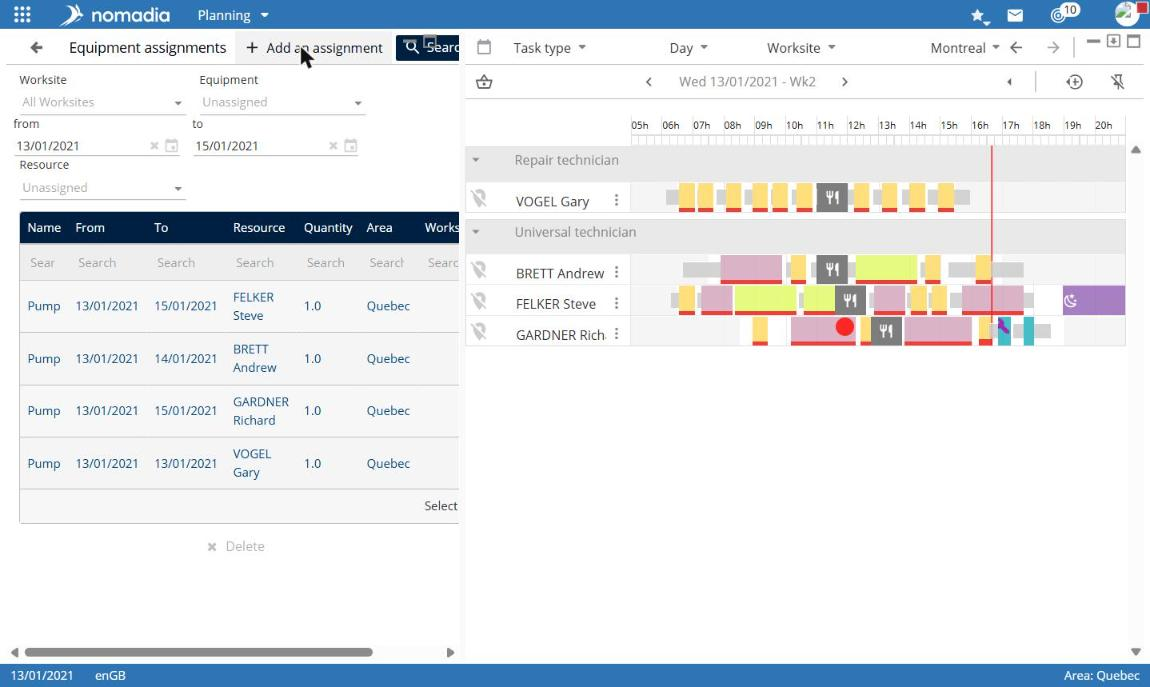 nomadia Planning 10
Equipment assignments + Add an assignment Searc
Task type Day Worksite Montreal
Worksite Equipment
All Worksites Unassigned
Wed 13/01/2021 - Wk2
from to
13/01/2021 15/01/2021
Resource
Unassigned
05h 06h 07h 08h 09h 10h 11h 12h 13h 14h 15h 16h 17h 18h 19h 20h
Repair technician
VOGEL Gary
Universal technician
BRETT Andrew
FELKER Steve
GARDNER Rich
Name From To Resource Quantity Area Works
Sear Search Search Search Search Search Searc
Pump 13/01/2021 15/01/2021 FELKER Steve 1.0 Quebec
Pump 13/01/2021 14/01/2021 BRETT Andrew 1.0 Quebec
Pump 13/01/2021 15/01/2021 GARDNER Richard 1.0 Quebec
Pump 13/01/2021 13/01/2021 VOGEL Gary 1.0 Quebec
Select
Delete
13/01/2021 enGB Area: Quebec